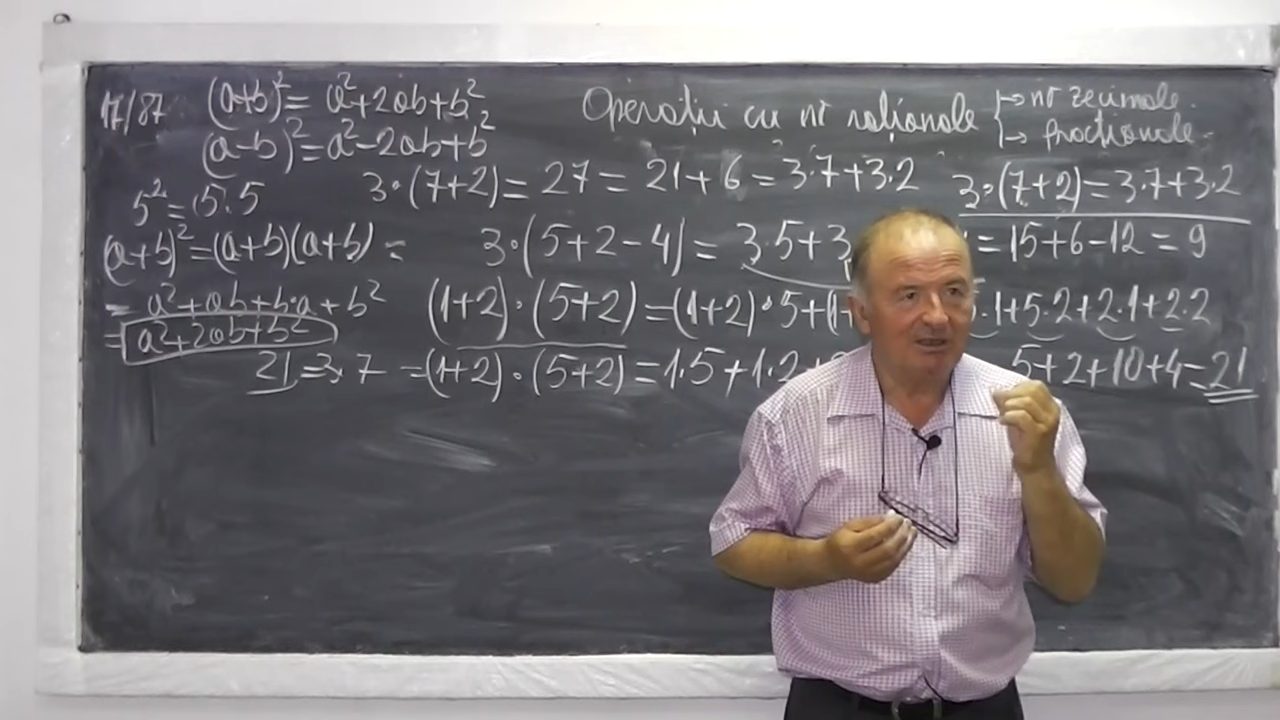 17/87 (a+b)²= a²+2ab+b² Operații cu nr raționale → nr zecimale
(a-b)²=a²-2ab+b² → fracționale
5²=5.5 3·(7+2)= 27= 21+6=3·7+3·2 3·(7+2)=3·7+3·2
(a+b)²=(a+b)(a+b)= 3·(5+2-4)= 3·5+3 =15+6-12=9
= a²+ab+b·a+b² (1+2)·(5+2)=(1+2)·5+(1+ .1+5.2+2.1+2.2
= a²+2ab+b²
21=3·7 =(1+2)·(5+2)=1·5+1·2+ 5+2+10+4=21